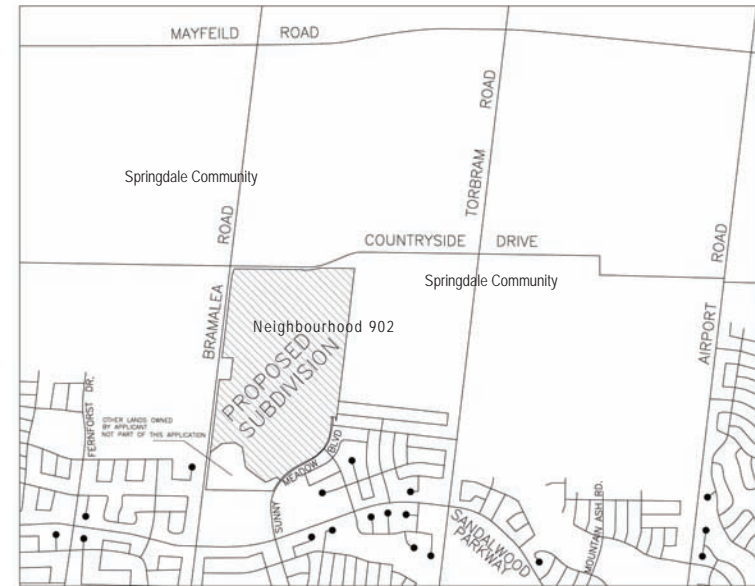 MAYFEILD ROAD
ROAD
Springdale Community
TORBRAM
ROAD
COUNTRYSIDE DRIVE
Springdale Community
ROAD
BRAMALEA
Neighbourhood 902
PROPOSED
SUBDIVISION
AIRPORT
FERNFORST DR.
OTHER LANDS OWNED
BY APPLICANT
NOT PART OF THIS APPLICATION
SUNNY MEADOW BLVD
SANDALWOOD
PARKWAY
MOUNTAIN ASH RD.